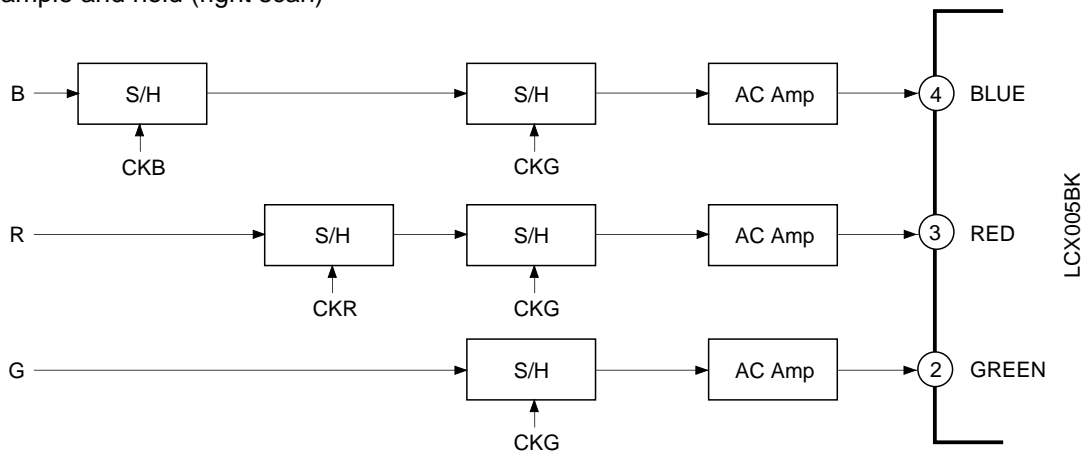 and hold (right scan)
B
S/H
S/H
AC Amp
4
BLUE
CKB
CKG
R
S/H
S/H
AC Amp
3
RED
CKR
CKG
G
S/H
AC Amp
2
GREEN
CKG
LCX005BK